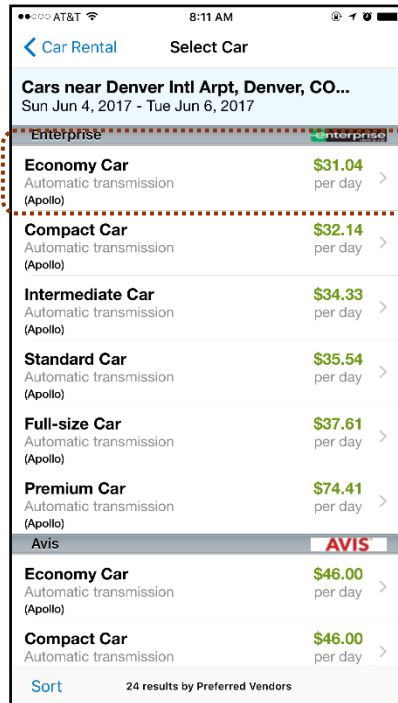 AT&T 8:11 AM
Car Rental Select Car
Cars near Denver Intl Arpt, Denver, CO...
Sun Jun 4, 2017 - Tue Jun 6, 2017
Enterprise enterprise
Economy Car $31.04
Automatic transmission per day
(Apollo)
Compact Car $32.14
Automatic transmission per day
(Apollo)
Intermediate Car $34.33
Automatic transmission per day
(Apollo)
Standard Car $35.54
Automatic transmission per day
(Apollo)
Full-size Car $37.61
Automatic transmission per day
(Apollo)
Premium Car $74.41
Automatic transmission per day
(Apollo)
Avis AVIS
Economy Car $46.00
Automatic transmission per day
(Apollo)
Compact Car $46.00
Automatic transmission per day
Sort 24 results by Preferred Vendors